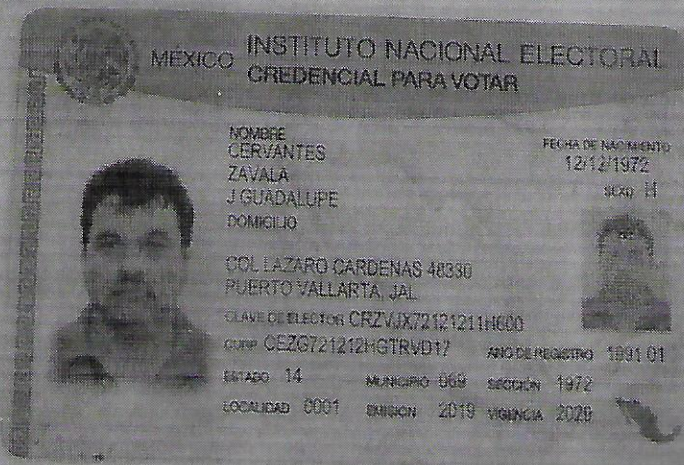 MÉXICO INSTITUTO NACIONAL ELECTORAL
CREDENCIAL PARA VOTAR
NOMBRE
CERVANTES
ZAVALA
J GUADALUPE
DOMICILIO
COL LAZARO CARDENAS 48330
PUERTO VALLARTA, JAL.
CLAVE DE ELECTOR CRZVJX72121211H600
CURP CEZG721212HGTRVD17
AÑO DE REGISTRO 1991 01
ESTADO 14
MUNICIPIO 069
SECCIÓN 1972
LOCALIDAD 0001
EMISIÓN 2019
VIGENCIA 2029
FECHA DE NACIMIENTO
12/12/1972
SEXO H